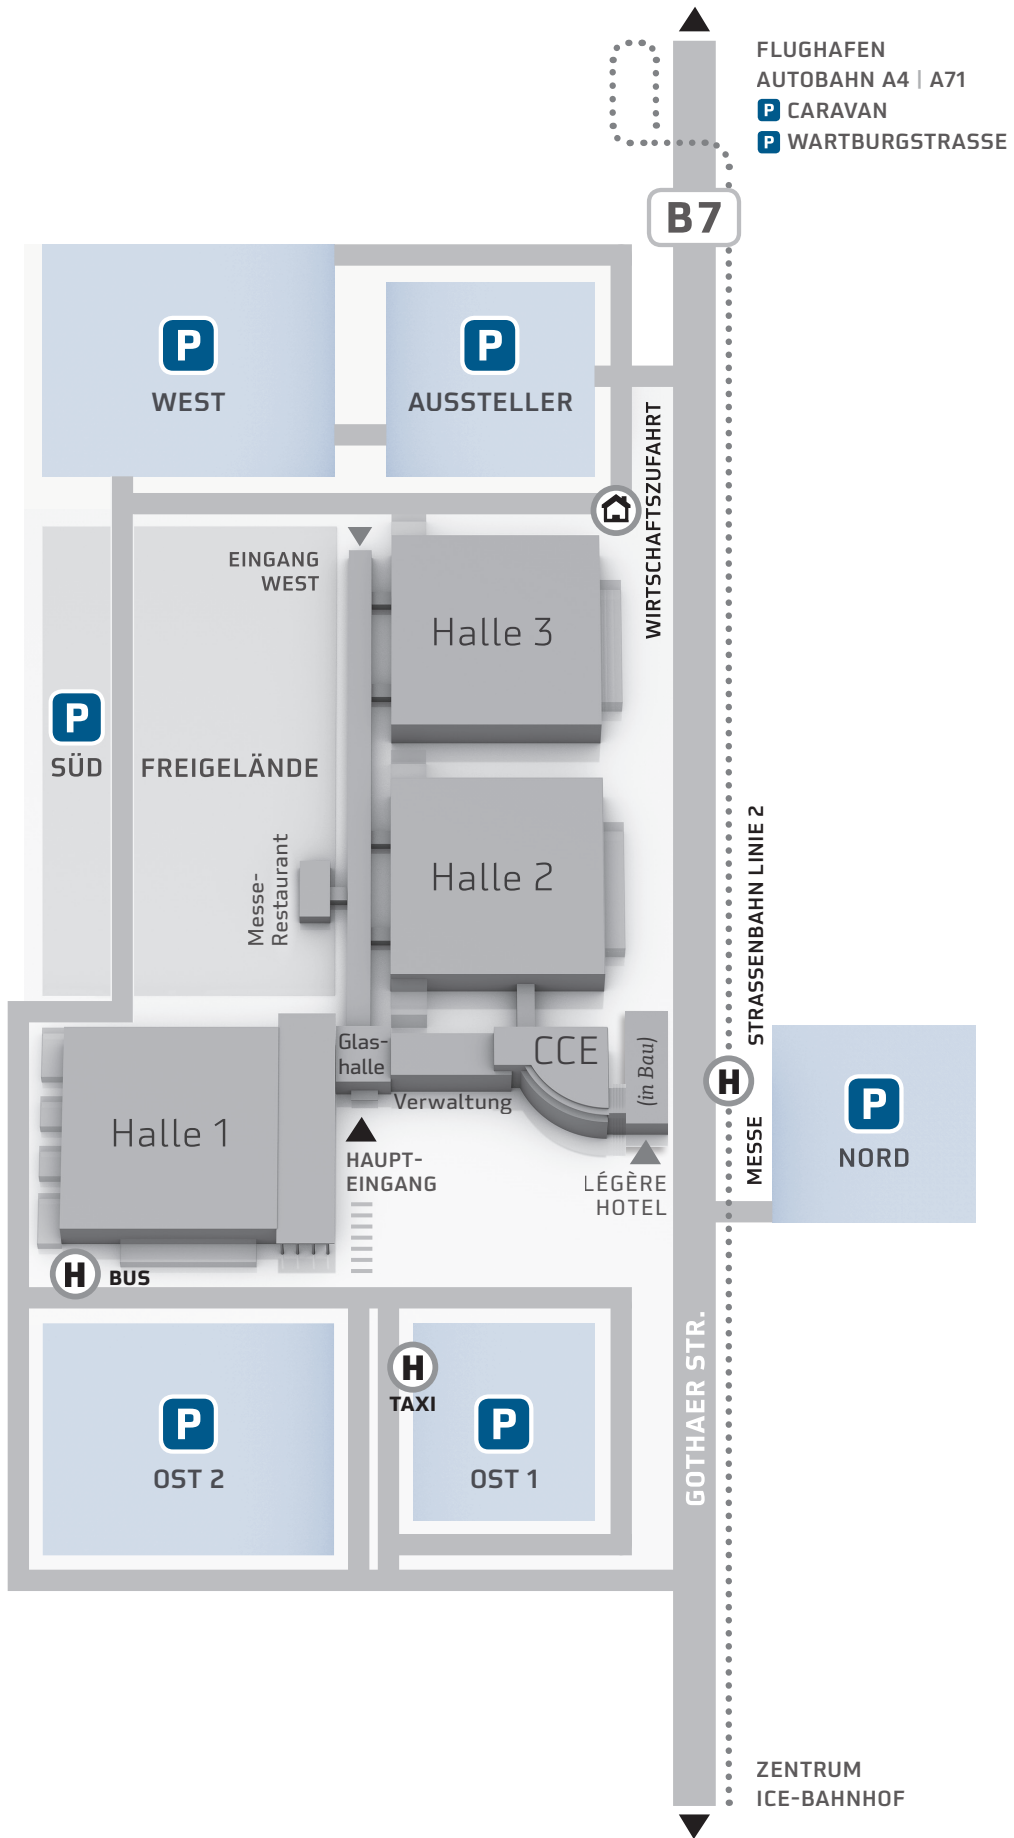 FLUGHAFEN
AUTOBAHN A4 | A71
P CARAVAN
P WARTBURGSTRASSE
B7
P
WEST
P
AUSSTELLER
WIRTSCHAFTSZUFAHRT
EINGANG
WEST
Halle 3
P
SÜD
FREIGELÄNDE
Messe-
Restaurant
Halle 2
STRASSENBAHN LINIE 2
Glas-
halle
CCE
(in Bau)
H
MESSE
P
NORD
Verwaltung
Halle 1
HAUPT-
EINGANG
LÉGÈRE
HOTEL
H BUS
GOTHAER STR.
H
TAXI
P
OST 2
P
OST 1
ZENTRUM
ICE-BAHNHOF